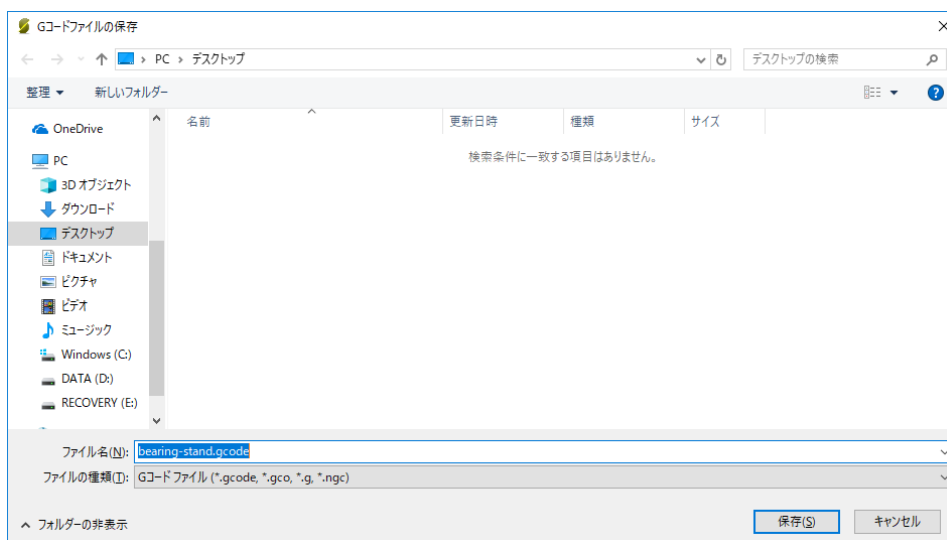 Gコードファイルの保存
PC › デスクトップ
デスクトップの検索
整理
新しいフォルダー
名前
更新日時
種類
サイズ
検索条件に一致する項目はありません。
OneDrive
PC
3D オブジェクト
ダウンロード
デスクトップ
ドキュメント
ピクチャ
ビデオ
ミュージック
Windows (C:)
DATA (D:)
RECOVERY (E:)
ファイル名(N): bearing-stand.gcode
ファイルの種類(T): Gコード ファイル (*.gcode, *.gco, *.g, *.ngc)
フォルダーの非表示
保存(S)
キャンセル